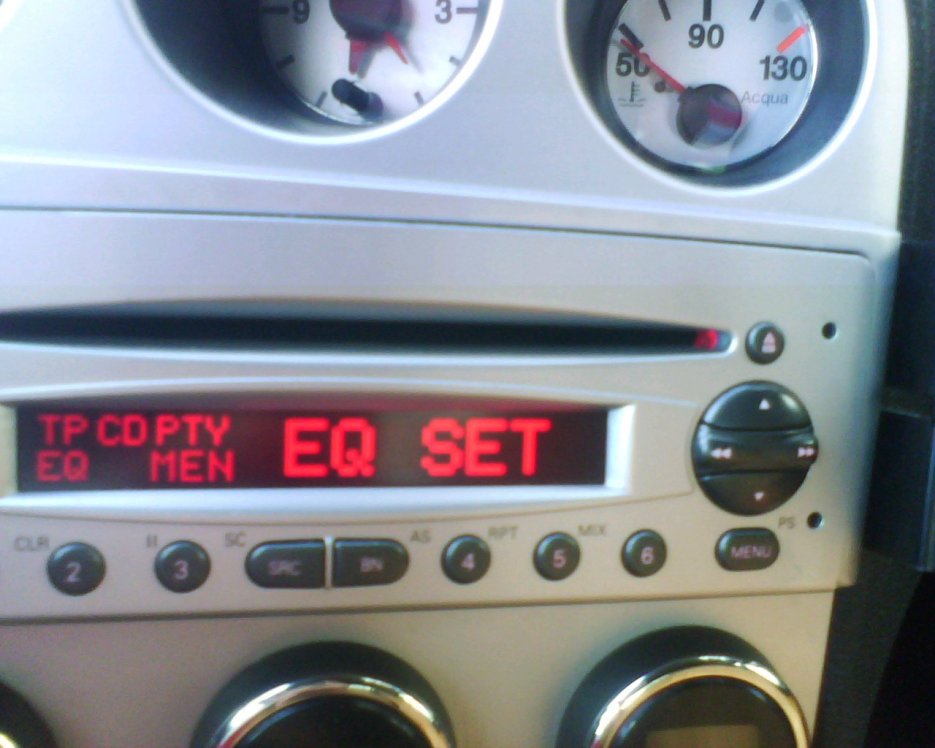 9 3
50 90 130
Acqua
TP CD PTY
EQ MEN
EQ SET
CLR II SC AS RPT MIX PS
2 3 SRC BN 4 5 6 MENU